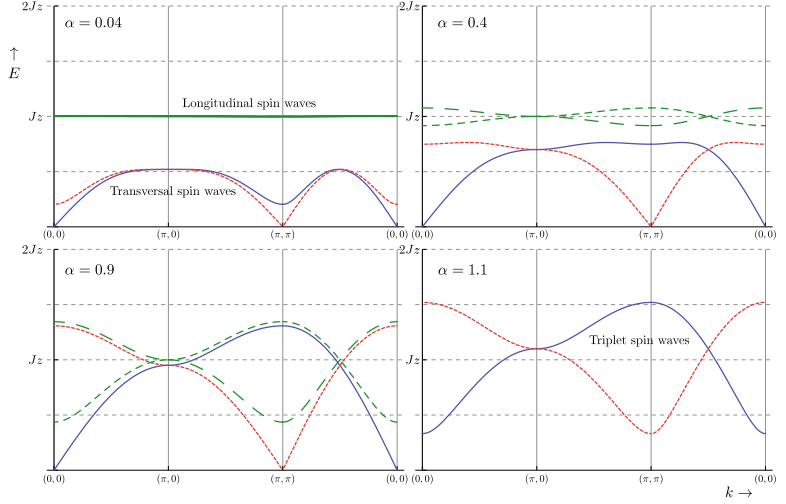 2Jz
α = 0.04
↑
E
Longitudinal spin waves
Jz
Transversal spin waves
(0, 0)
(π, 0)
(π, π)
(0, 0)
2Jz
α = 0.4
Jz
(0, 0)
(π, 0)
(π, π)
(0, 0)
2Jz
α = 0.9
Jz
(0, 0)
(π, 0)
(π, π)
(0, 0)
2Jz
α = 1.1
Triplet spin waves
Jz
(0, 0)
(π, 0)
(π, π)
(0, 0)
k →